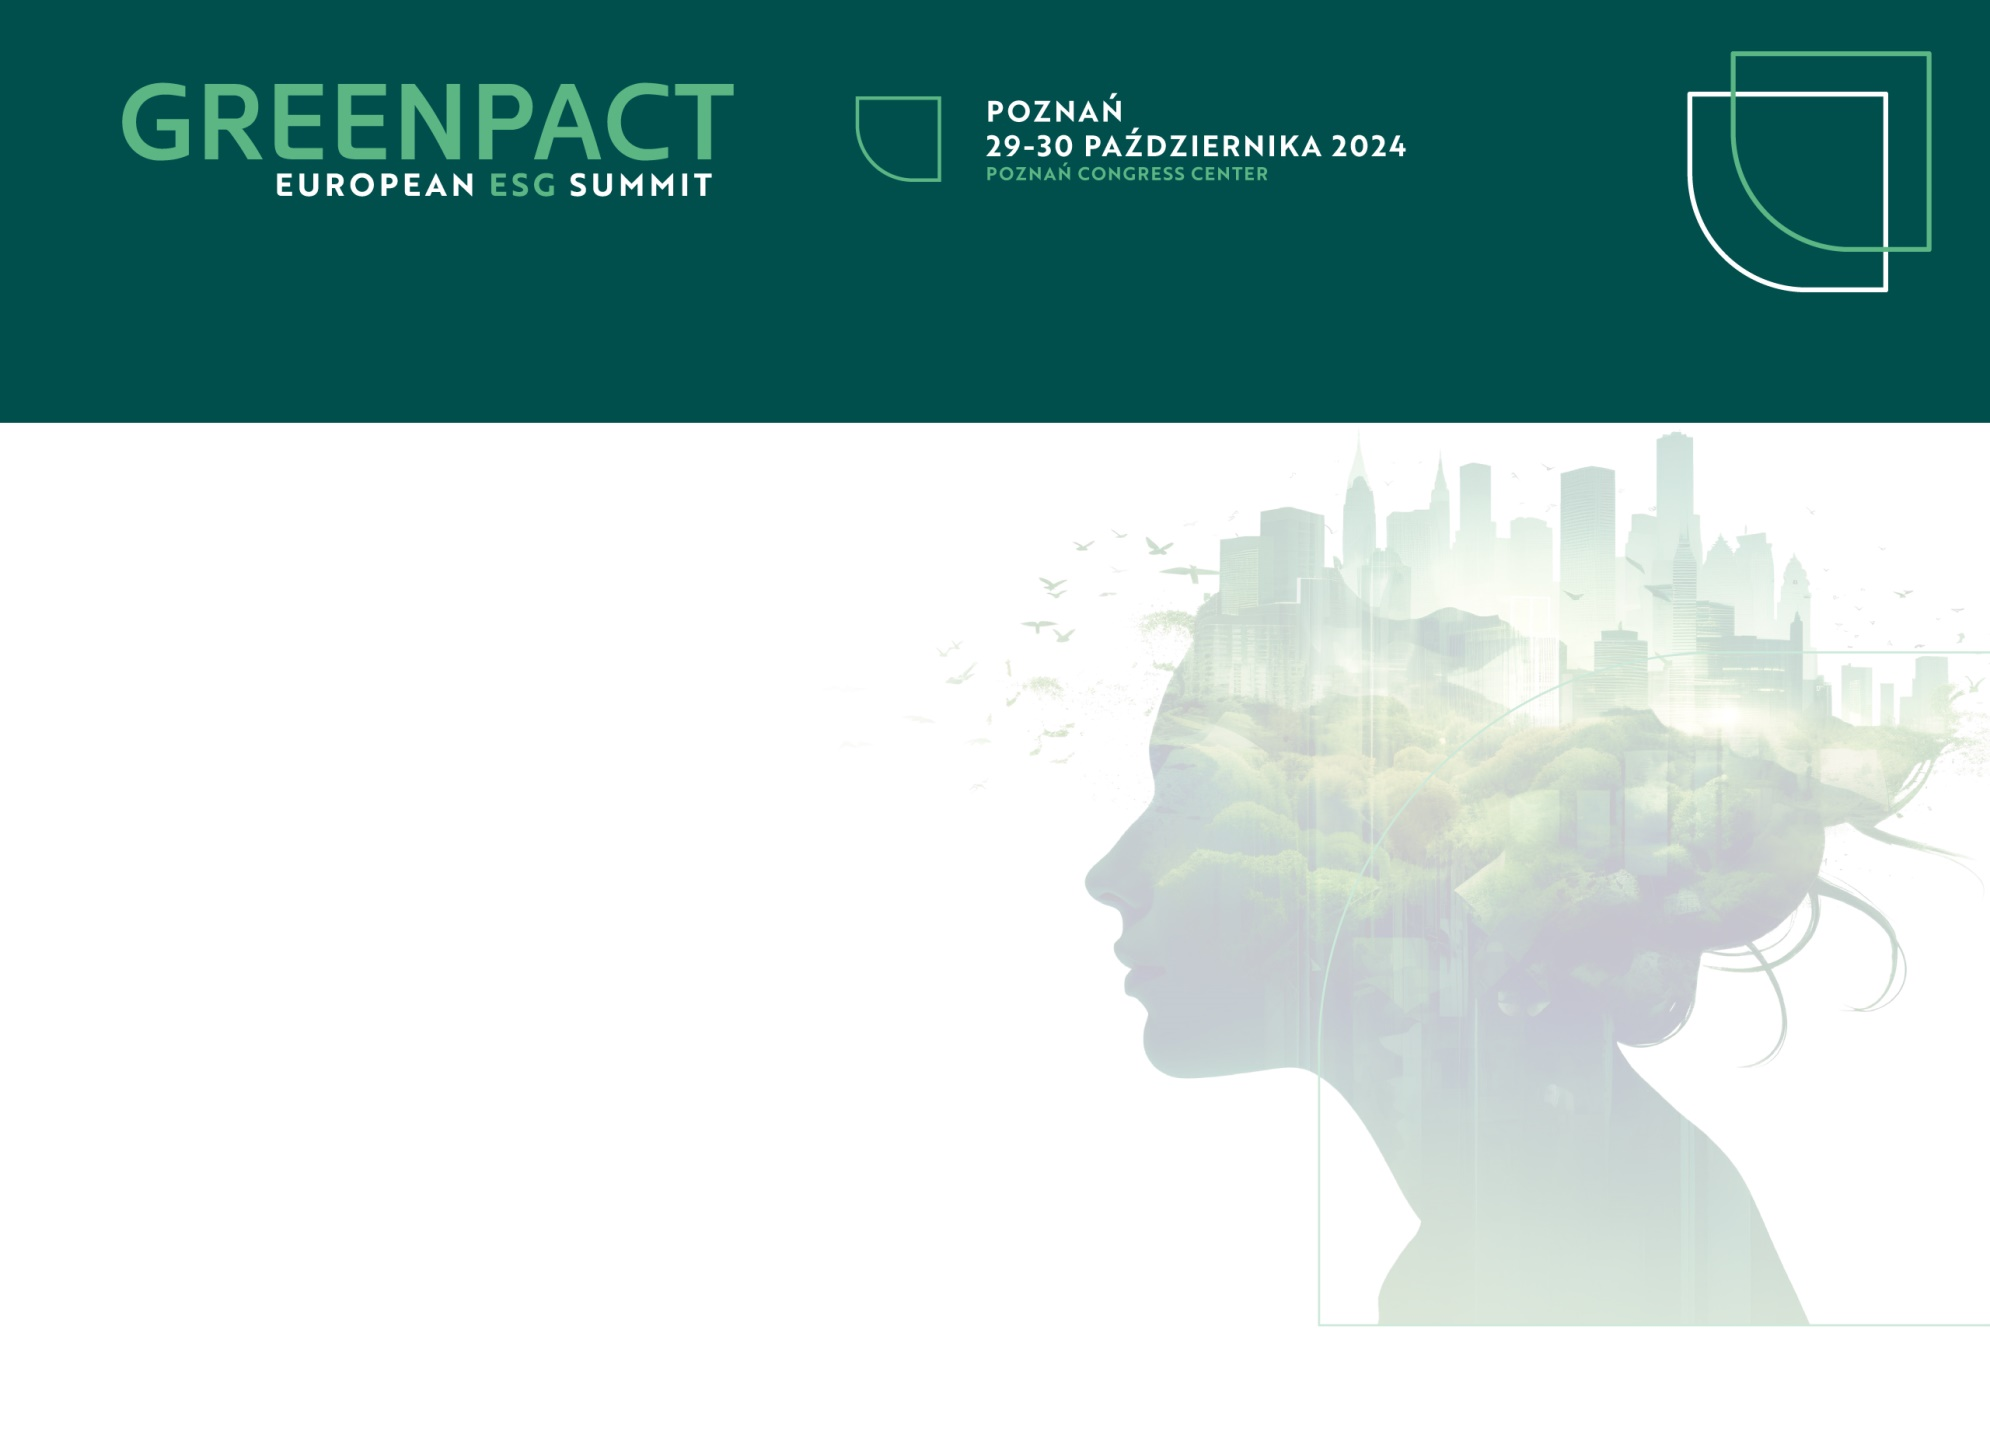 GREENPACT
EUROPEAN ESG SUMMIT
POZNAŃ
29-30 PAŹDZIERNIKA 2024
POZNAŃ CONGRESS CENTER